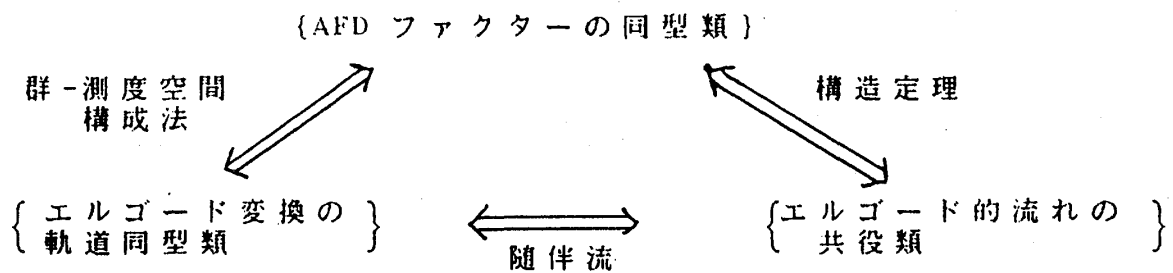 {AFD ファクターの同型類}
群-測度空間
構成法
構造定理
{エルゴード変換の
軌道同型類}
{エルゴード的流れの
共役類}
随伴流